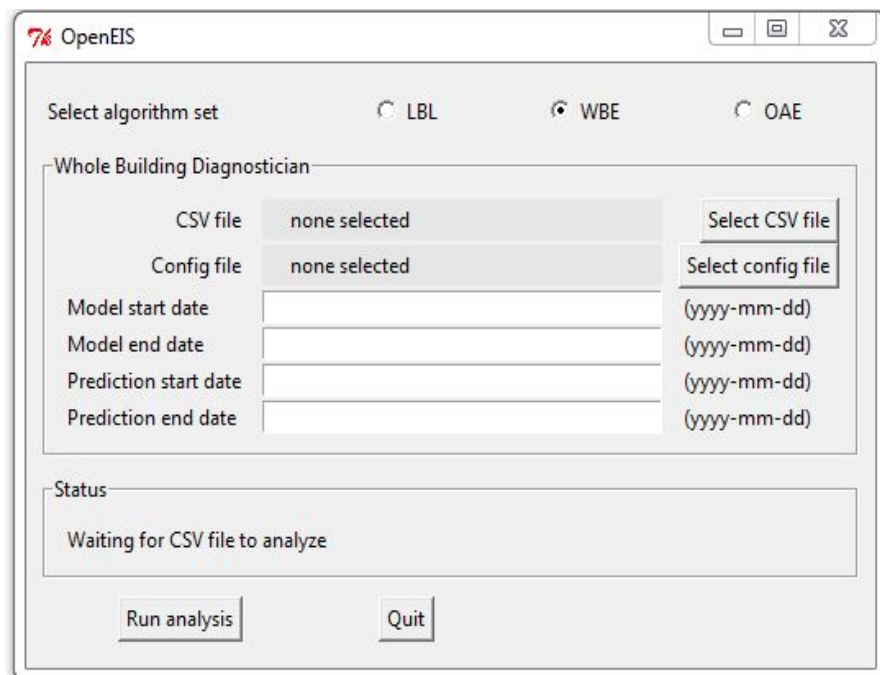 OpenEIS
Select algorithm set LBL WBE OAE
Whole Building Diagnostician
CSV file none selected Select CSV file
Config file none selected Select config file
Model start date (yyyy-mm-dd)
Model end date (yyyy-mm-dd)
Prediction start date (yyyy-mm-dd)
Prediction end date (yyyy-mm-dd)
Status
Waiting for CSV file to analyze
Run analysis Quit